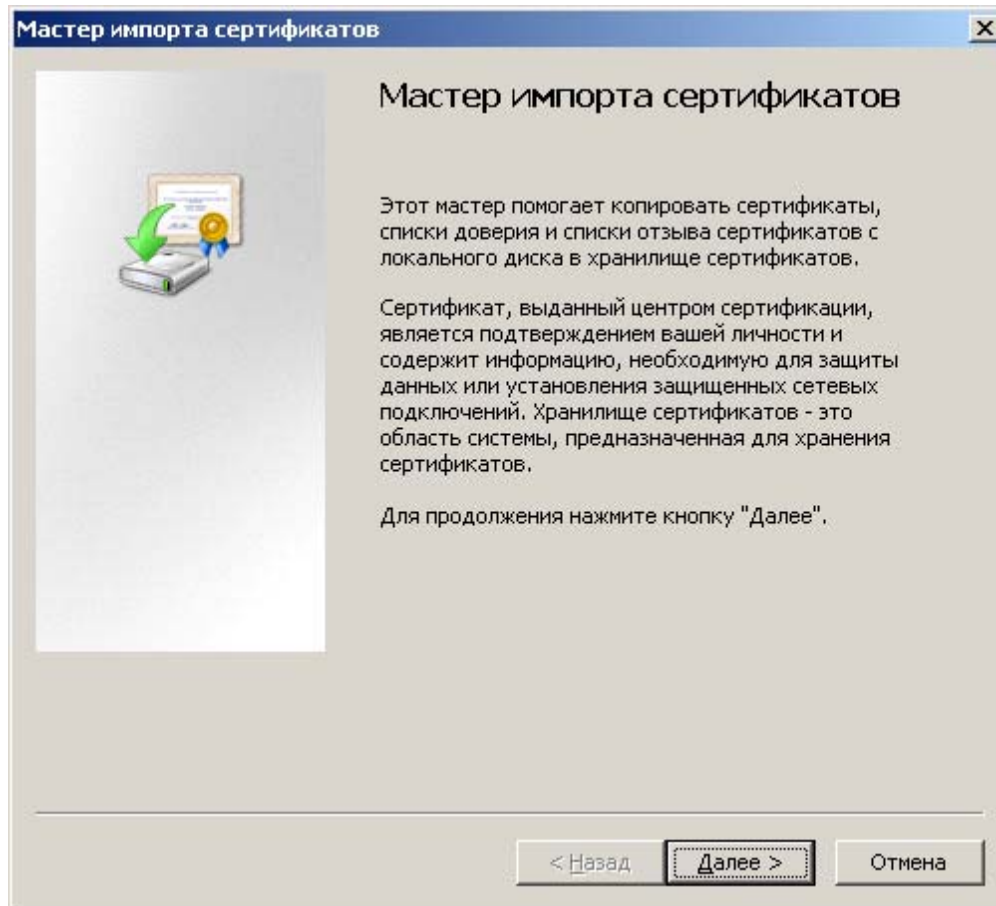 Мастер импорта сертификатов
Мастер импорта сертификатов
Этот мастер помогает копировать сертификаты,
списки доверия и списки отзыва сертификатов с
локального диска в хранилище сертификатов.
Сертификат, выданный центром сертификации,
является подтверждением вашей личности и
содержит информацию, необходимую для защиты
данных или установления защищенных сетевых
подключений. Хранилище сертификатов - это
область системы, предназначенная для хранения
сертификатов.
Для продолжения нажмите кнопку "Далее".
< Назад
Далее >
Отмена